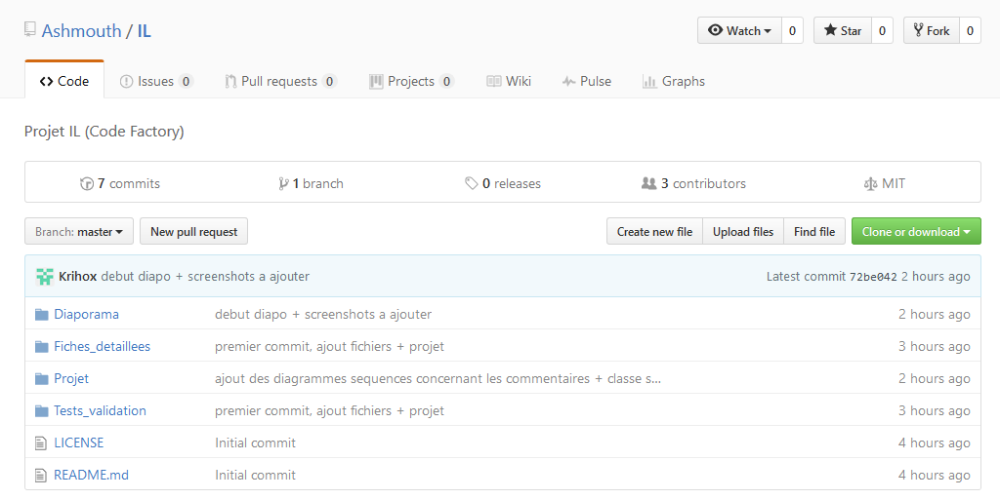 Ashmouth / IL Watch 0 Star 0 Fork 0
Code Issues 0 Pull requests 0 Projects 0 Wiki Pulse Graphs
Projet IL (Code Factory)
7 commits 1 branch 0 releases 3 contributors MIT
Branch: master New pull request Create new file Upload files Find file Clone or download
Krihox debut diapo + screenshots a ajouter Latest commit 72be042 2 hours ago
Diaporama debut diapo + screenshots a ajouter 2 hours ago
Fiches_detaillees premier commit, ajout fichiers + projet 3 hours ago
Projet ajout des diagrammes sequences concernant les commentaires + classe s... 2 hours ago
Tests_validation premier commit, ajout fichiers + projet 3 hours ago
LICENSE Initial commit 4 hours ago
README.md Initial commit 4 hours ago